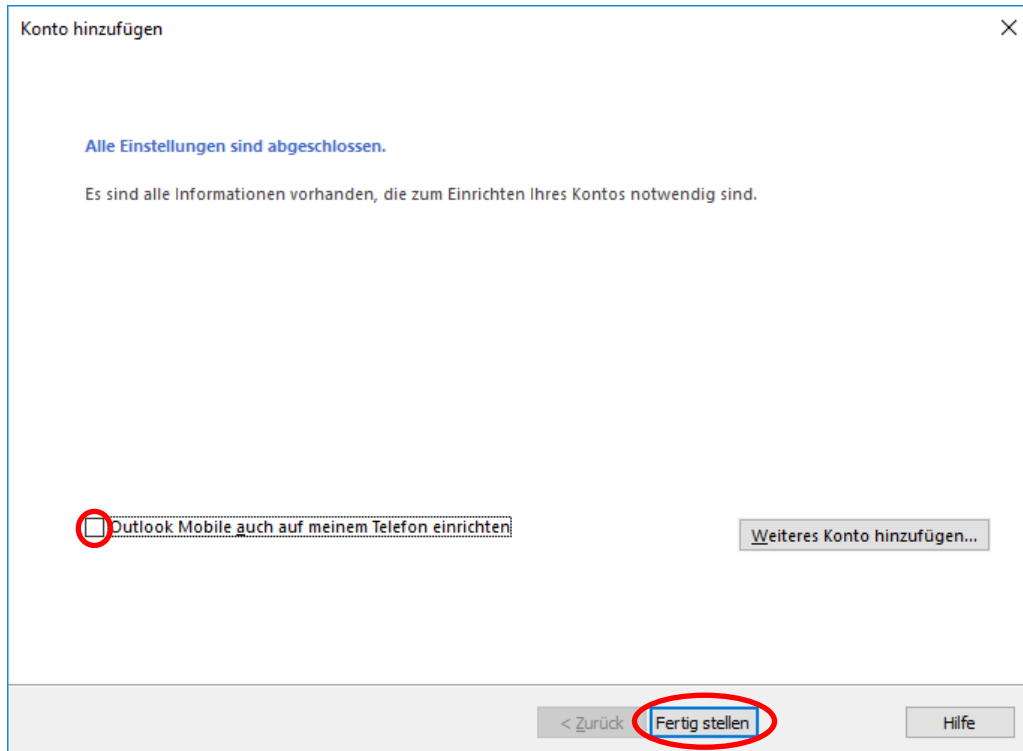 Konto hinzufügen
Alle Einstellungen sind abgeschlossen.
Es sind alle Informationen vorhanden, die zum Einrichten Ihres Kontos notwendig sind.
Outlook Mobile auch auf meinem Telefon einrichten
Weiteres Konto hinzufügen...
< Zurück Fertig stellen Hilfe